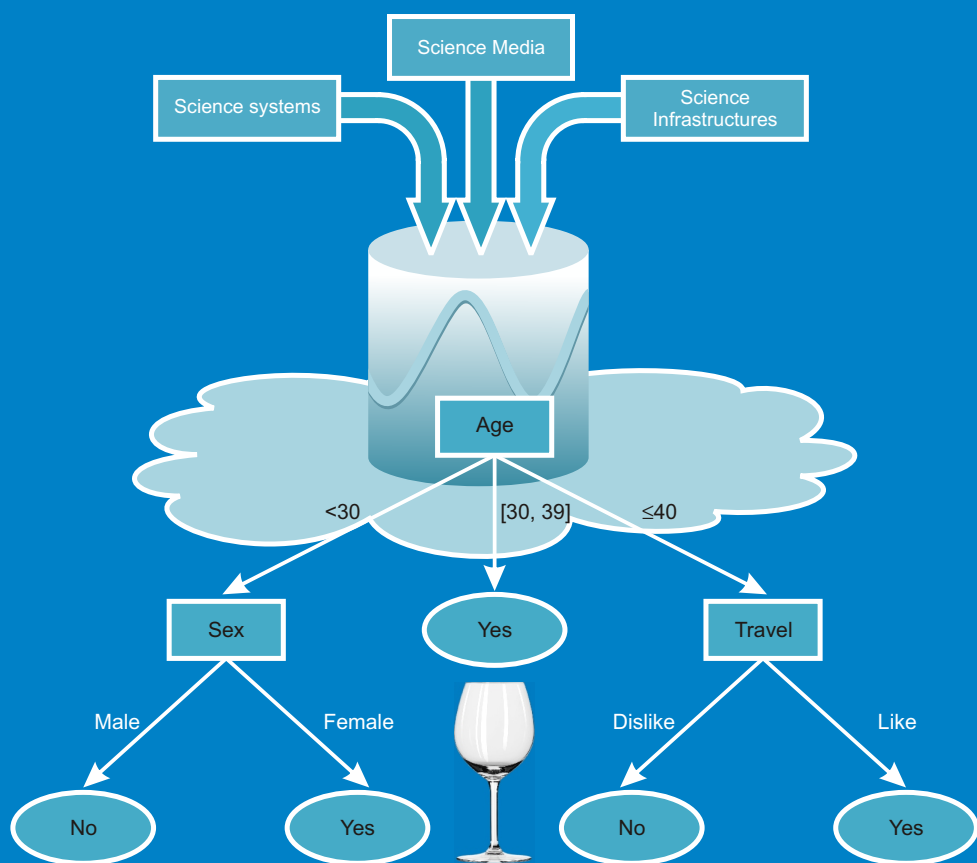 Science Media
Science systems
Science
Infrastructures
Age
<30
[30, 39]
≤40
Sex
Yes
Travel
Male
Female
Dislike
Like
No
Yes
No
Yes